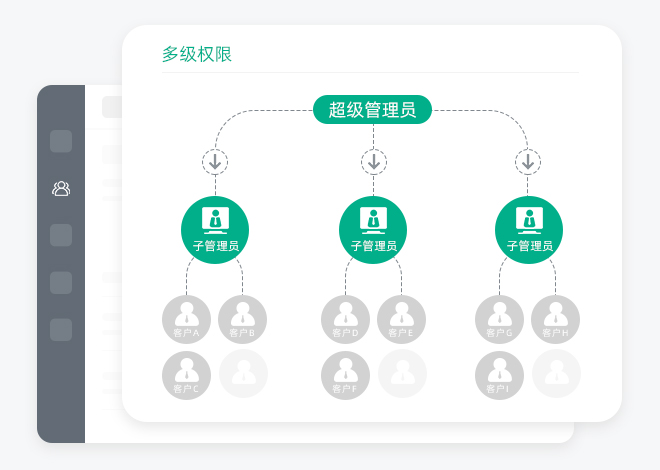 多级权限
超级管理员
子管理员 子管理员 子管理员
客户A 客户B 客户D 客户E 客户G 客户H
客户C 客户F 客户I